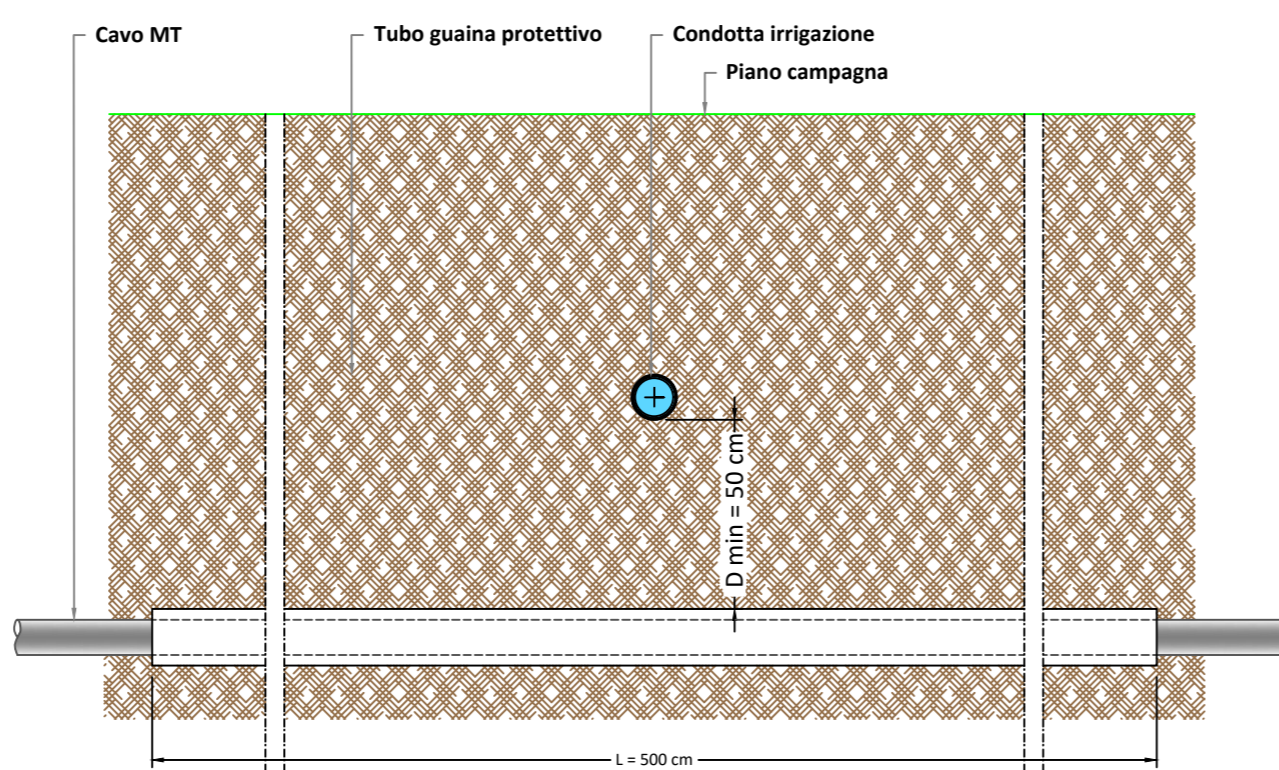 Cavo MT
Tubo guaina protettivo
Condotta irrigazione
Piano campagna
D min = 50 cm
L = 500 cm